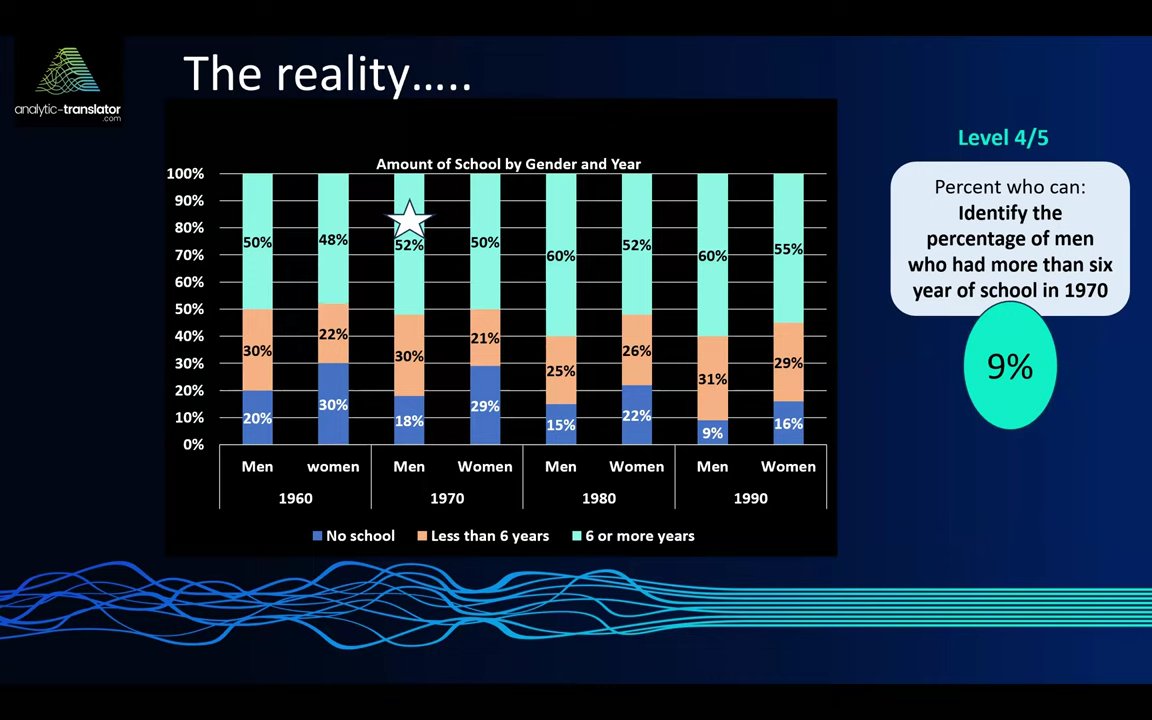 The reality.....
analytic-translator
.com
Amount of School by Gender and Year
100%
90%
80%
70%
60%
50%
40%
30%
20%
10%
0%
50% 48% 52% 50% 60% 52% 60% 55%
30% 22% 30% 21% 25% 26% 31% 29%
20% 30% 18% 29% 15% 22% 9% 16%
Men women Men Women Men Women Men Women
1960 1970 1980 1990
No school Less than 6 years 6 or more years
Level 4/5
Percent who can:
Identify the
percentage of men
who had more than six
year of school in 1970
9%